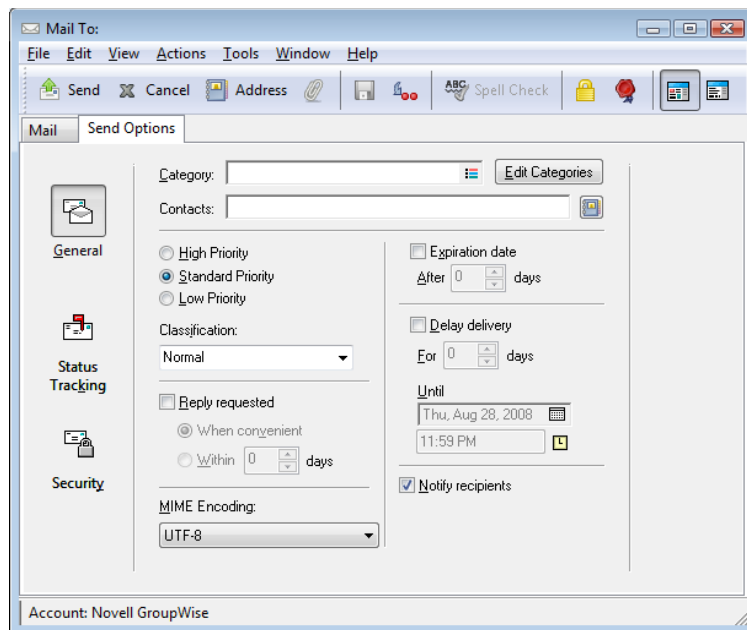 Mail To:
File Edit View Actions Tools Window Help
Send Cancel Address ABC Spell Check
Mail Send Options
Category: Edit Categories
Contacts:
General
High Priority
Standard Priority
Low Priority
Classification:
Normal
Reply requested
When convenient
Within 0 days
MIME Encoding:
UTF-8
Expiration date
After 0 days
Delay delivery
For 0 days
Until
Thu, Aug 28, 2008
11:59 PM
Notify recipients
Status
Tracking
Security
Account: Novell GroupWise